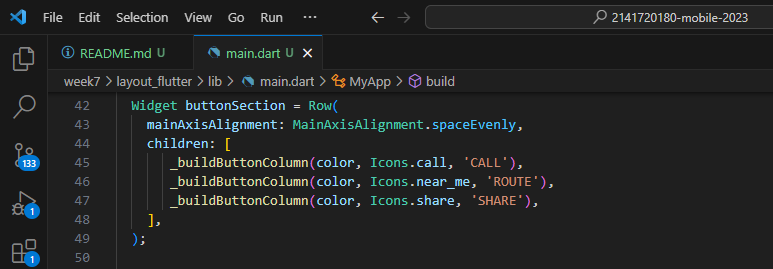 File Edit Selection View Go ... 2141720180-mobile-2023
README.md U main.dart U
week7 > layout_flutter > lib > main.dart > MyApp > build
42 Widget buttonSection = Row(
43 mainAxisAlignment: MainAxisAlignment.spaceEvenly,
44 children: [
45 _buildButtonColumn(color, Icons.call, 'CALL'),
46 _buildButtonColumn(color, Icons.near_me, 'ROUTE'),
47 _buildButtonColumn(color, Icons.share, 'SHARE'),
48 ],
49 );
50
133
1
1